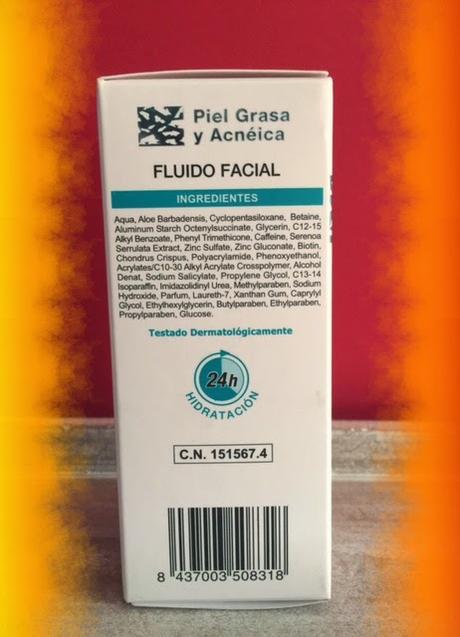 Piel Grasa
y Acnéica
FLUIDO FACIAL
INGREDIENTES
Aqua, Aloe Barbadensis, Cyclopentasiloxane, Betaine,
Aluminum Starch Octenylsuccinate, Glycerin, C12-15
Alkyl Benzoate, Phenyl Trimethicone, Caffeine, Serenoa
Serrulata Extract, Zinc Sulfate, Zinc Gluconate, Biotin,
Chondrus Crispus, Polyacrylamide, Phenoxyethanol,
Acrylates/C10-30 Alkyl Acrylate Crosspolymer, Alcohol
Denat, Sodium Salicylate, Propylene Glycol, C13-14
Isoparaffin, Imidazolidinyl Urea, Methylparaben, Sodium
Hydroxide, Parfum, Laureth-7, Xanthan Gum, Caprylyl
Glycol, Ethylhexylglycerin, Butylparaben, Ethylparaben,
Propylparaben, Glucose.
Testado Dermatológicamente
24h
HIDRATACIÓN
C.N. 151567.4
8 437003 508318